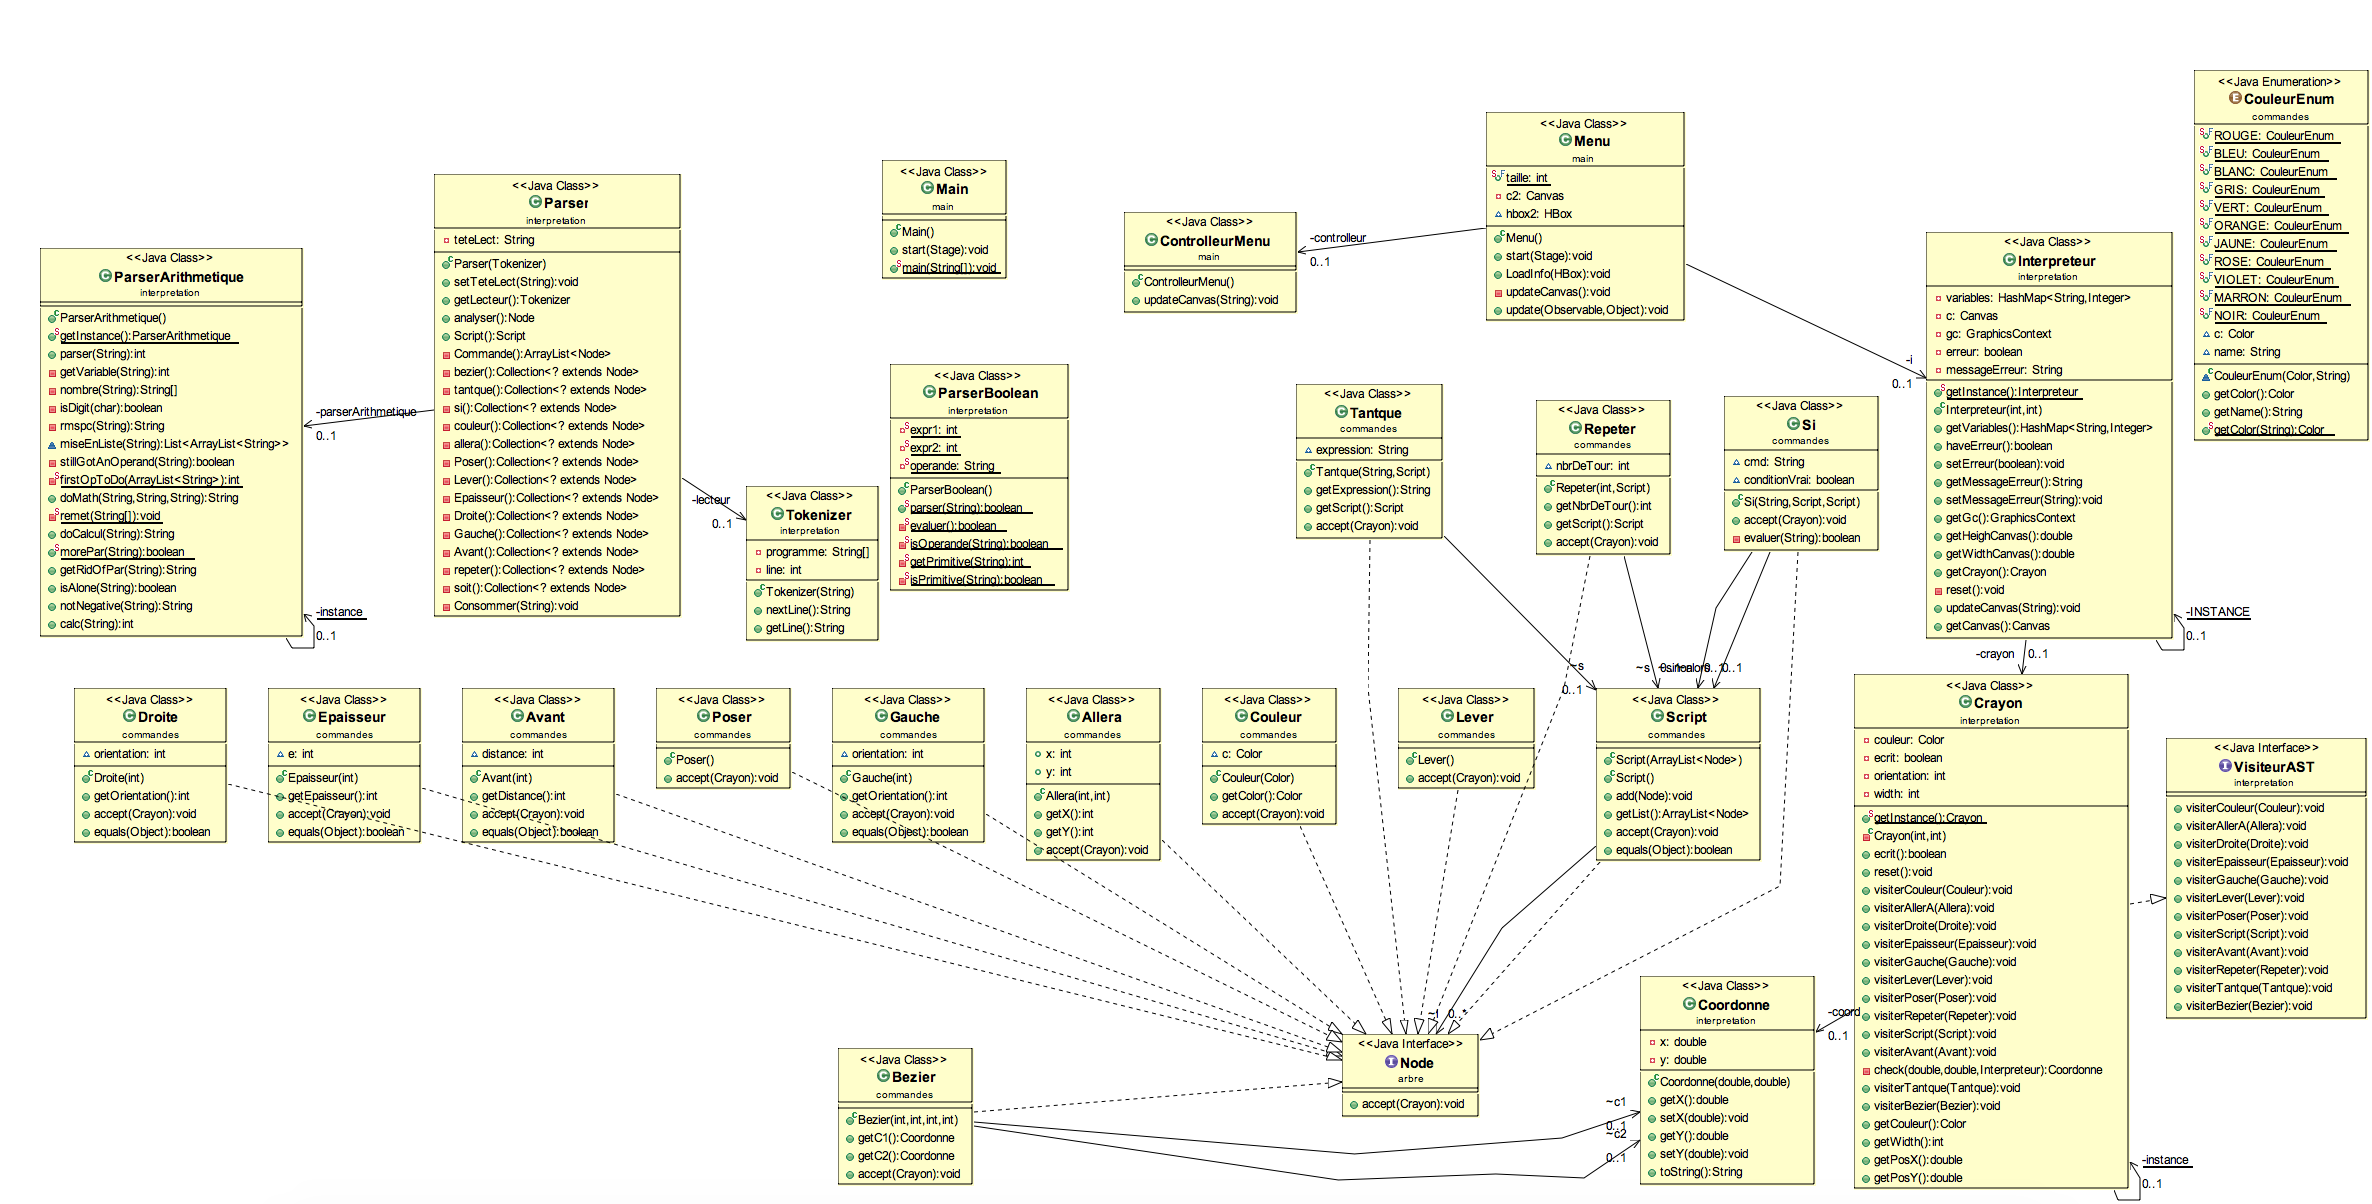 <<Java Class>>
ParserArithmetique
interpretation
ParserArithmetique()
getInstance():ParserArithmetique
parser(String):int
getVariable(String):int
nombre(String):String[]
isDigit(char):boolean
rmspc(String):String
miseEnListe(String):List<ArrayList<String>>
stillGotAnOperand(String):boolean
firstOpToDo(ArrayList<String>):int
doMath(String,String,String):String
remet(String[]):void
doCalcul(String):String
morePar(String):boolean
getRidOfPar(String):String
isAlone(String):boolean
notNegative(String):String
calc(String):int
-instance
0..1
<<Java Class>>
Parser
interpretation
teteLect: String
Parser(Tokenizer)
setTeteLect(String):void
getLecteur():Tokenizer
analyser():Node
Script():Script
Commande():ArrayList<Node>
bezier():Collection<? extends Node>
tantque():Collection<? extends Node>
si():Collection<? extends Node>
couleur():Collection<? extends Node>
allera():Collection<? extends Node>
Poser():Collection<? extends Node>
Lever():Collection<? extends Node>
Epaisseur():Collection<? extends Node>
Droite():Collection<? extends Node>
Gauche():Collection<? extends Node>
Avant():Collection<? extends Node>
repeter():Collection<? extends Node>
soit():Collection<? extends Node>
Consommer(String):void
-parserArithmetique
0..1
-lecteur
0..1
<<Java Class>>
Tokenizer
interpretation
programme: String[]
line: int
Tokenizer(String)
nextLine():String
getLine():String
<<Java Class>>
Main
main
Main()
start(Stage):void
main(String[]):void
<<Java Class>>
ParserBoolean
interpretation
expr1: int
expr2: int
operande: String
ParserBoolean()
parser(String):boolean
evaluer():boolean
isOperande(String):boolean
getPrimitive(String):int
isPrimitive(String):boolean
<<Java Class>>
ControlleurMenu
main
ControlleurMenu()
updateCanvas(String):void
-controlleur
0..1
<<Java Class>>
Menu
main
taille: int
c2: Canvas
hbox2: HBox
Menu()
start(Stage):void
LoadInfo(HBox):void
updateCanvas():void
update(Observable,Object):void
-i
0..1
<<Java Class>>
Interpreteur
interpretation
variables: HashMap<String,Integer>
c: Canvas
gc: GraphicsContext
erreur: boolean
messageErreur: String
getInstance():Interpreteur
Interpreteur(int,int)
getVariables():HashMap<String,Integer>
haveErreur():boolean
setErreur(boolean):void
getMessageErreur():String
setMessageErreur(String):void
getGc():GraphicsContext
getHeighCanvas():double
getWidthCanvas():double
getCrayon():Crayon
reset():void
updateCanvas(String):void
getCanvas():Canvas
-INSTANCE
0..1
-crayon
0..1
<<Java Enumeration>>
CouleurEnum
commandes
ROUGE: CouleurEnum
BLEU: CouleurEnum
BLANC: CouleurEnum
GRIS: CouleurEnum
VERT: CouleurEnum
ORANGE: CouleurEnum
JAUNE: CouleurEnum
ROSE: CouleurEnum
VIOLET: CouleurEnum
MARRON: CouleurEnum
NOIR: CouleurEnum
c: Color
name: String
CouleurEnum(Color,String)
getColor():Color
getName():String
getColor(String):Color
<<Java Class>>
Tantque
commandes
expression: String
Tantque(String,Script)
getExpression():String
getScript():Script
accept(Crayon):void
~s
0..1
<<Java Class>>
Repeter
commandes
nbrDeTour: int
Repeter(int,Script)
getNbrDeTour():int
getScript():Script
accept(Crayon):void
~s
<<Java Class>>
Si
commandes
cmd: String
conditionVrai: boolean
Si(String,Script,Script)
accept(Crayon):void
evaluer(String):boolean
0..1
<<Java Class>>
Droite
commandes
orientation: int
Droite(int)
getOrientation():int
accept(Crayon):void
equals(Object):boolean
<<Java Class>>
Epaisseur
commandes
e: int
Epaisseur(int)
getEpaisseur():int
accept(Crayon):void
equals(Object):boolean
<<Java Class>>
Avant
commandes
distance: int
Avant(int)
getDistance():int
accept(Crayon):void
equals(Object):boolean
<<Java Class>>
Poser
commandes
Poser()
accept(Crayon):void
<<Java Class>>
Gauche
commandes
orientation: int
Gauche(int)
getOrientation():int
accept(Crayon):void
equals(Object):boolean
<<Java Class>>
Allera
commandes
x: int
y: int
Allera(int,int)
getX():int
getY():int
accept(Crayon):void
<<Java Class>>
Couleur
commandes
c: Color
Couleur(Color)
getColor():Color
accept(Crayon):void
<<Java Class>>
Lever
commandes
Lever()
accept(Crayon):void
<<Java Class>>
Script
commandes
Script(ArrayList<Node>)
Script()
add(Node):void
getList():ArrayList<Node>
accept(Crayon):void
equals(Object):boolean
~l
0..*
<<Java Class>>
Crayon
interpretation
couleur: Color
ecrit: boolean
orientation: int
width: int
getInstance():Crayon
Crayon(int,int)
ecrit():boolean
reset():void
visiterCouleur(Couleur):void
visiterAllerA(Allera):void
visiterDroite(Droite):void
visiterEpaisseur(Epaisseur):void
visiterGauche(Gauche):void
visiterLever(Lever):void
visiterPoser(Poser):void
visiterRepeter(Repeter):void
visiterScript(Script):void
visiterAvant(Avant):void
check(double,double,Interpreteur):Coordonne
visiterTantque(Tantque):void
visiterBezier(Bezier):void
getCouleur():Color
getWidth():int
getPosX():double
getPosY():double
-instance
0..1
-coord
0..1
<<Java Interface>>
VisiteurAST
interpretation
visiterCouleur(Couleur):void
visiterAllerA(Allera):void
visiterDroite(Droite):void
visiterEpaisseur(Epaisseur):void
visiterGauche(Gauche):void
visiterLever(Lever):void
visiterPoser(Poser):void
visiterScript(Script):void
visiterAvant(Avant):void
visiterRepeter(Repeter):void
visiterTantque(Tantque):void
visiterBezier(Bezier):void
<<Java Class>>
Bezier
commandes
Bezier(int,int,int,int)
getC1():Coordonne
getC2():Coordonne
accept(Crayon):void
<<Java Interface>>
Node
arbre
accept(Crayon):void
~c1
0..1
~c2
0..1
<<Java Class>>
Coordonne
interpretation
x: double
y: double
Coordonne(double,double)
getX():double
setX(double):void
getY():double
setY(double):void
toString():String